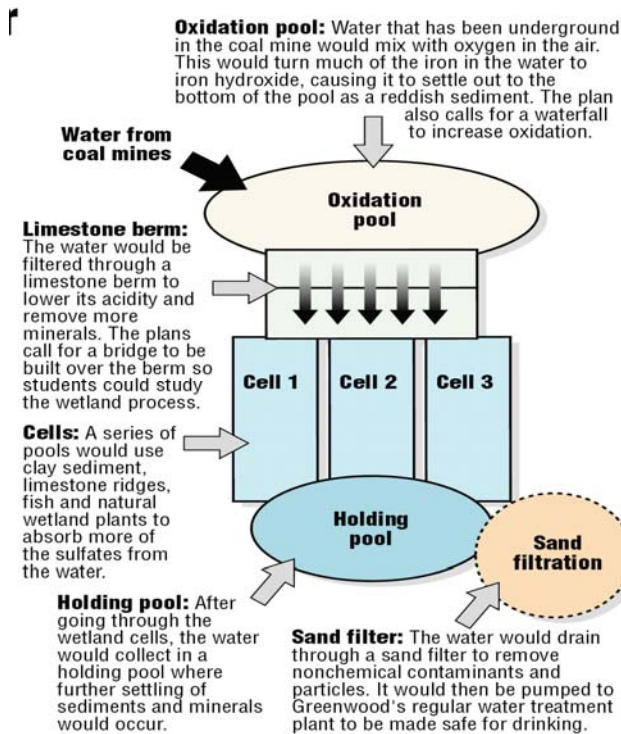 r
Oxidation pool: Water that has been underground
in the coal mine would mix with oxygen in the air.
This would turn much of the iron in the water to
iron hydroxide, causing it to settle out to the
bottom of the pool as a reddish sediment. The plan
also calls for a waterfall
to increase oxidation.
Water from
coal mines
Oxidation
pool
Limestone berm:
The water would be
filtered through a
limestone berm to
lower its acidity and
remove more
minerals. The plans
call for a bridge to be
built over the berm so
students could study
the wetland process.
Cell 1
Cell 2
Cell 3
Cells: A series of
pools would use
clay sediment,
limestone ridges,
fish and natural
wetland plants to
absorb more of
the sulfates from
the water.
Holding
pool
Sand
filtration
Holding pool: After
going through the
wetland cells, the water
would collect in a
holding pool where
further settling of
sediments and minerals
would occur.
Sand filter: The water would drain
through a sand filter to remove
nonchemical contaminants and
particles. It would then be pumped to
Greenwood's regular water treatment
plant to be made safe for drinking.